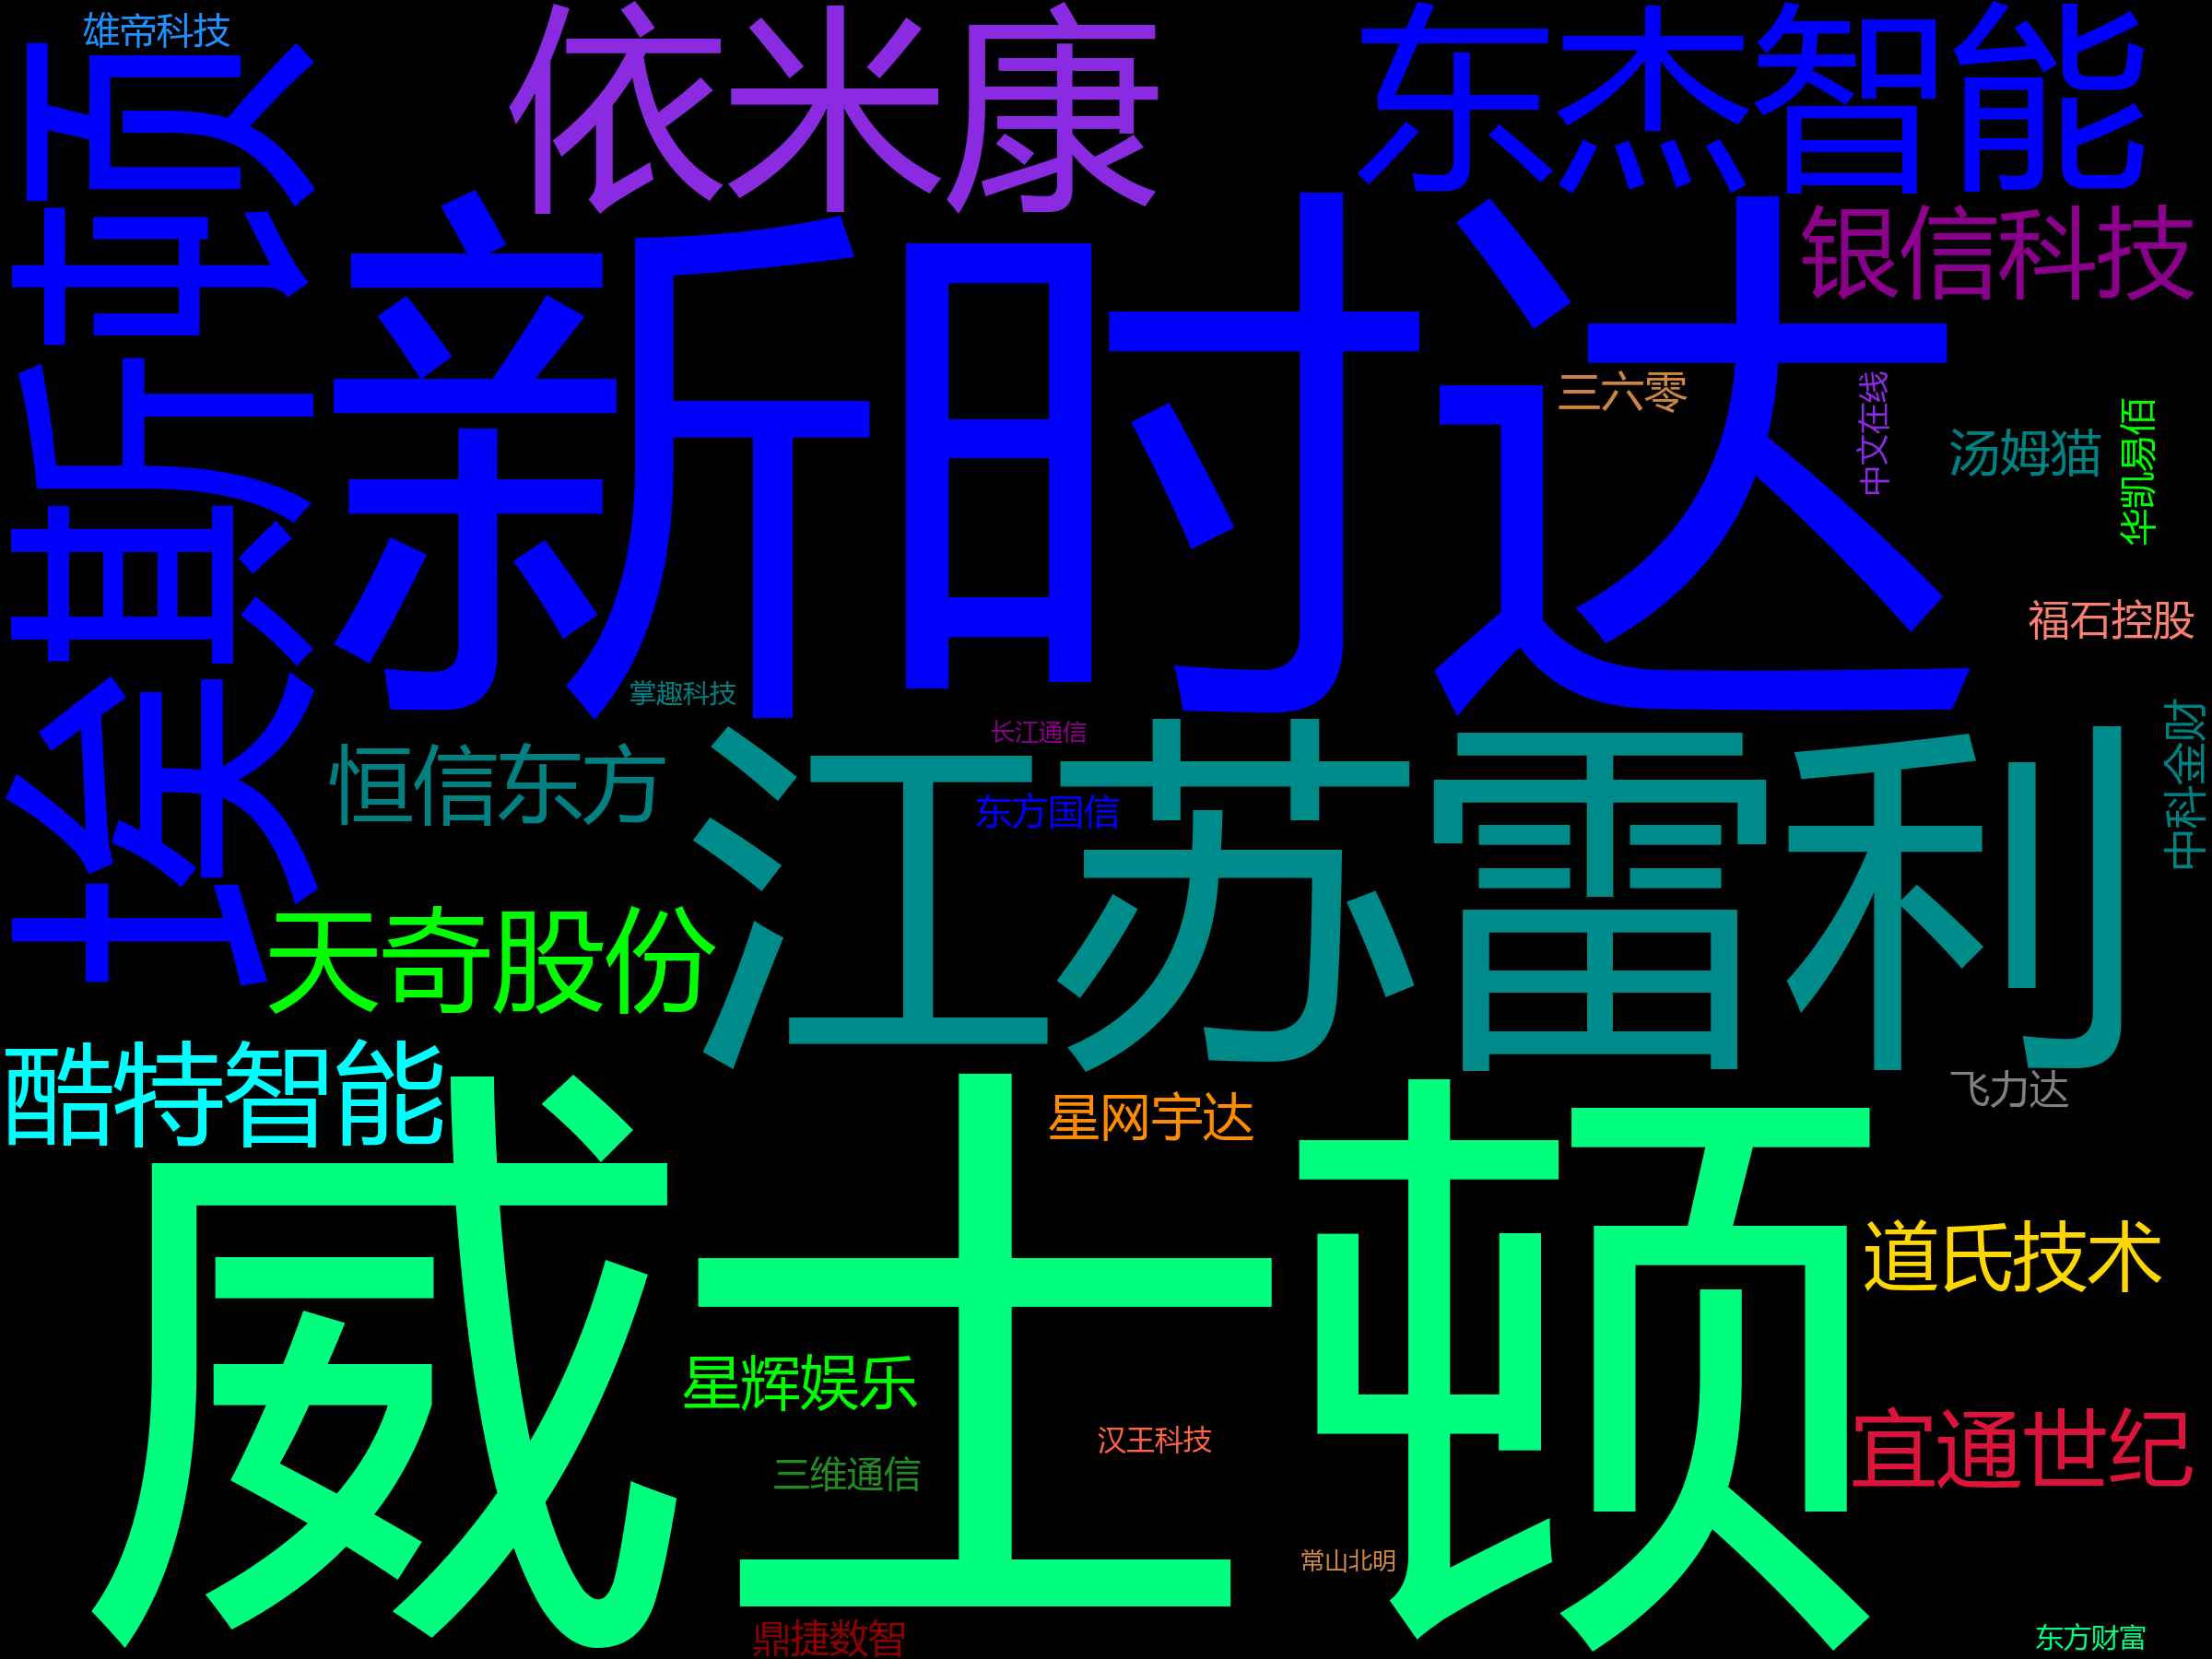 维帝科技
依米康
东杰智能
银信科技
埃斯顿
新时达
三六零
中文在线
汤姆猫
华凯易佰
福石控股
掌趣科技
长江通信
恒信东方
东方国信
江苏雷利
中科金财
天奇股份
酷特智能
飞力达
星网宇达
威士顿
道氏技术
星辉娱乐
宜通世纪
汉王科技
三维通信
常山北明
鼎捷数智
东方财富